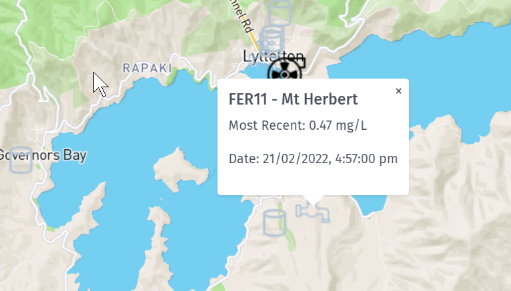 nnel Rd
Lyttelton
RAPAKI
Governors Bay
FER11 - Mt Herbert
×
Most Recent: 0.47 mg/L
Date: 21/02/2022, 4:57:00 pm